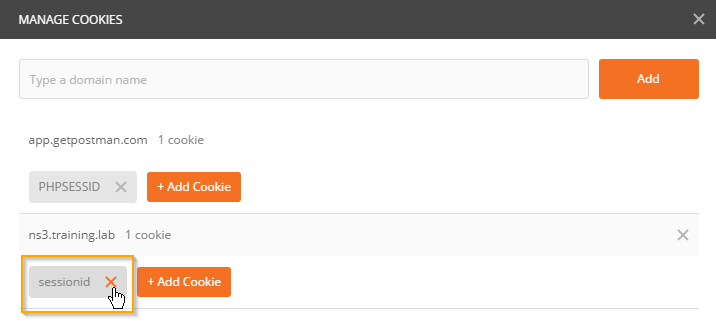 MANAGE COOKIES
Type a domain name
Add
app.getpostman.com 1 cookie
PHPSESSID + Add Cookie
ns3.training.lab 1 cookie
sessionid + Add Cookie